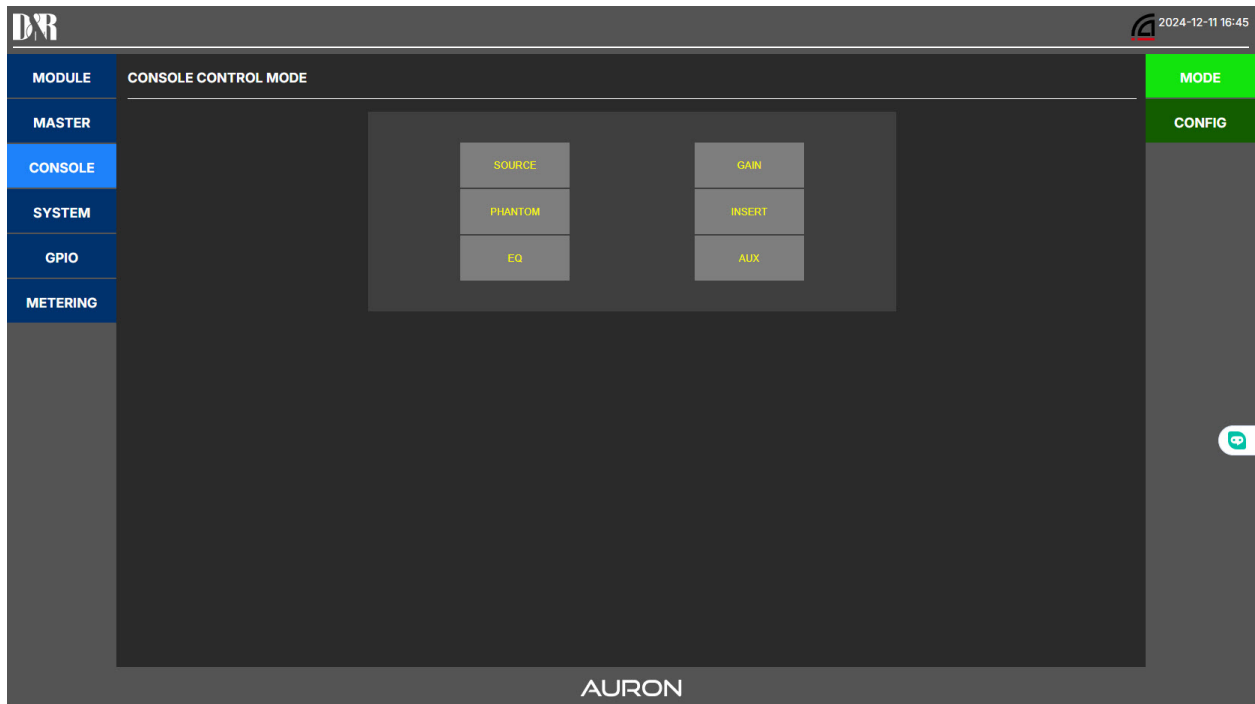 D&R
2024-12-11 16:45
MODULE
MASTER
CONSOLE
SYSTEM
GPIO
METERING
CONSOLE CONTROL MODE
SOURCE GAIN
PHANTOM INSERT
EQ AUX
MODE
CONFIG
AURON